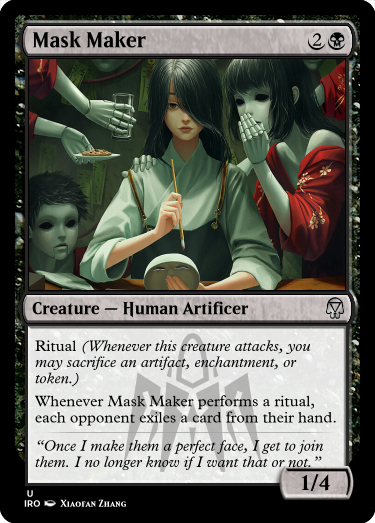 Mask Maker 2
Creature — Human Artificer
Ritual (Whenever this creature attacks, you
may sacrifice an artifact, enchantment, or
token.)
Whenever Mask Maker performs a ritual,
each opponent exiles a card from their hand.
“Once I make them a perfect face, I get to join
them. I no longer know if I want that or not.”
1/4
U
IRO XIAOFAN ZHANG